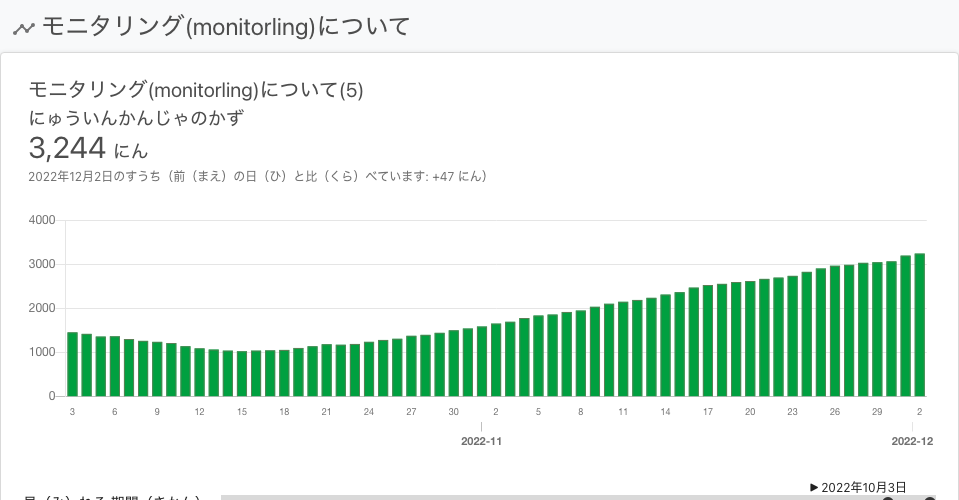 モニタリング(monitorling)について
モニタリング(monitorling)について(5)
にゅういんかんじゃのかず
3,244 にん
2022年12月2日のすうち（前（まえ）の日（ひ）と比（くら）べています: +47 にん）
4000
3000
2000
1000
0
3 6 9 12 15 18 21 24 27 30 2 5 8 11 14 17 20 23 26 29 2
2022-11 2022-12
▶ 2022年10月3日